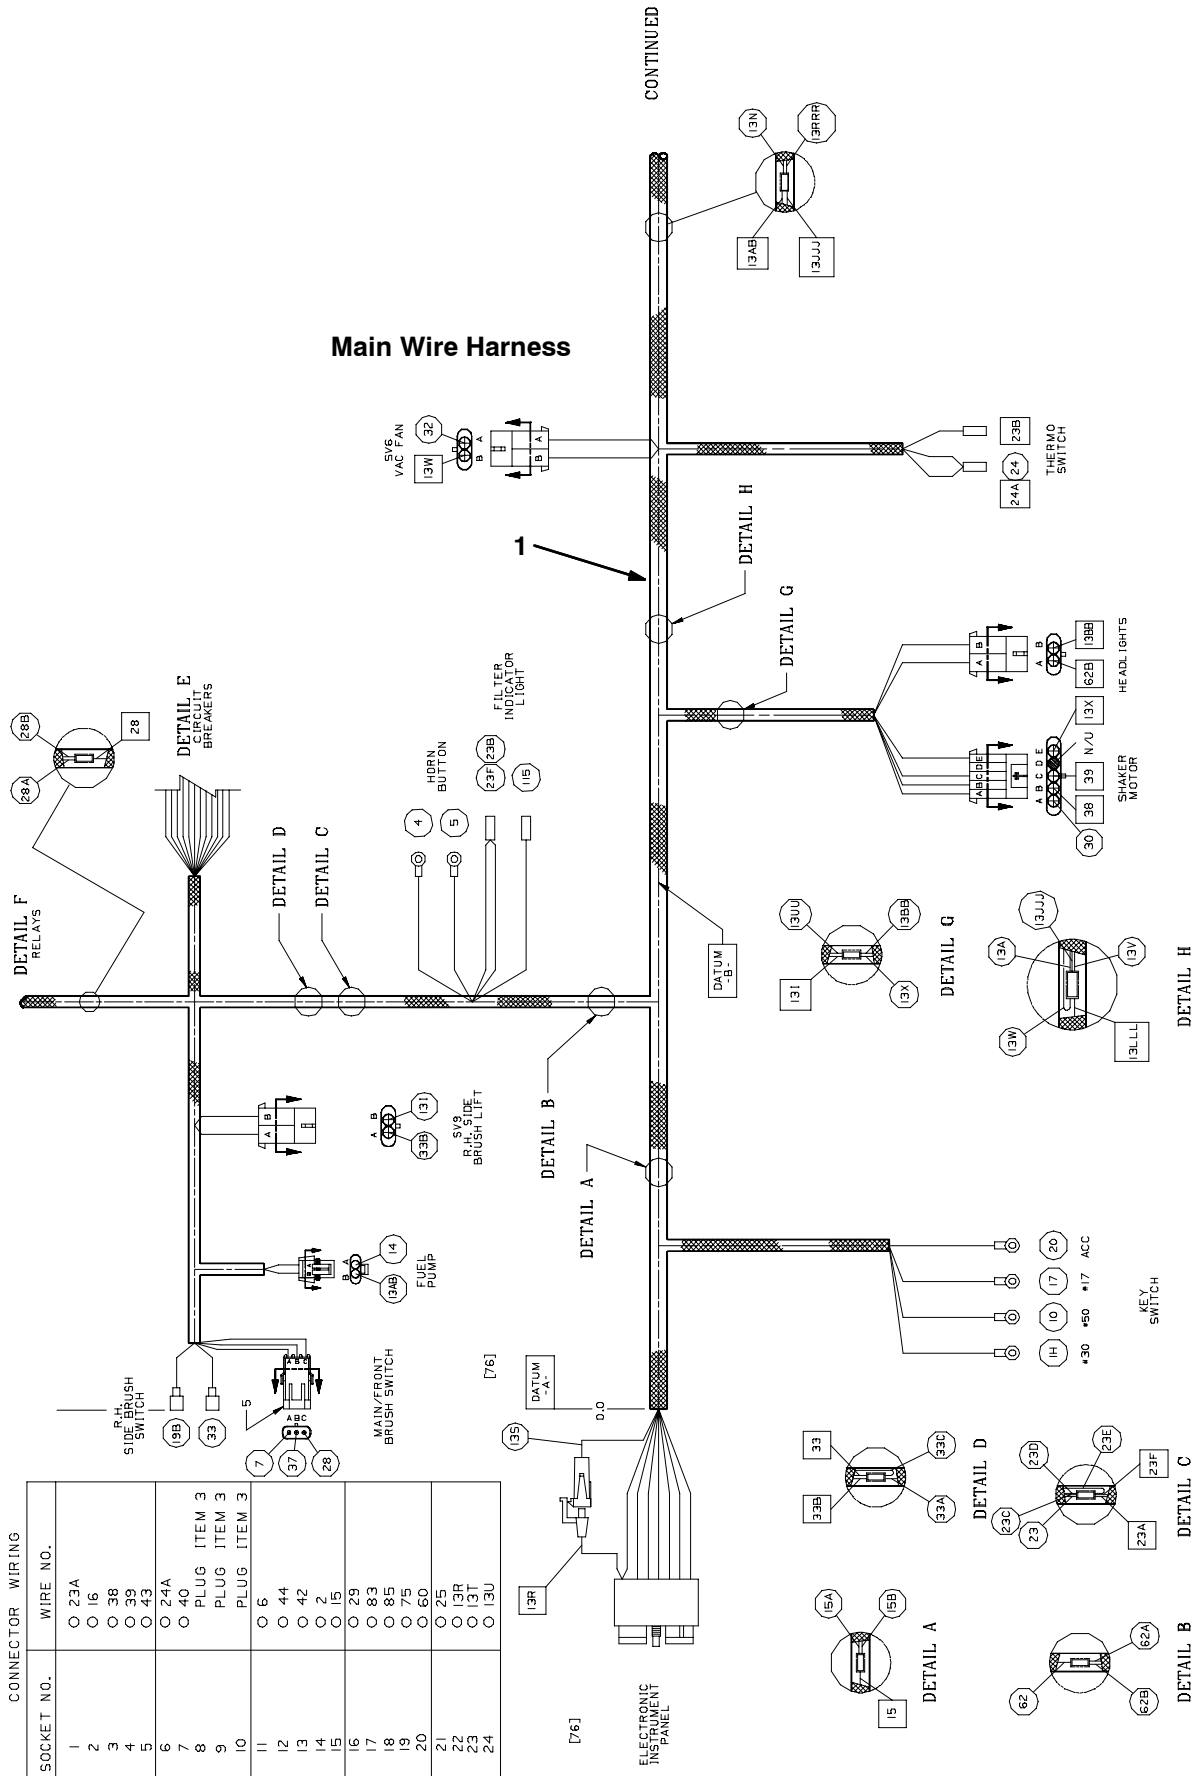 Main Wire Harness
1
CONTINUED
13N
13RRR
13AB
13JJJ
SV6
VAC FAN
13W
32
B A
B A
23B
24
24A
THERMO
SWITCH
DETAIL H
DETAIL G
A B
A B
62B
13BB
HEADLIGHTS
A B C D E
A B C D E
30
38
39
N/U
13X
SHAKER
MOTOR
DETAIL F
RELAYS
28A
28B
28
DETAIL E
CIRCUIT
BREAKERS
DETAIL D
DETAIL C
HORN
BUTTON
4
5
FILTER
INDICATOR
LIGHT
23F
23B
115
DETAIL B
DETAIL A
DATUM
-B-
A B
A B
33B
13I
SV9
R.H. SIDE
BRUSH LIFT
B A
B A
13AB
14
FUEL
PUMP
R.H.
SIDE BRUSH
SWITCH
19B
33
5
A B C
A B C
7
37
28
MAIN/FRONT
BRUSH SWITCH
[76]
DATUM
-A-
0.0
13S
13R
[76]
ELECTRONIC
INSTRUMENT
PANEL
1H
10
17
20
#30
#50
#17
ACC
KEY
SWITCH
13I
13UU
13X
13BB
DETAIL G
13W
13A
13JJJ
13LLL
13V
DETAIL H
33B
33
33A
33C
DETAIL D
23C
23
23D
23E
23A
23F
DETAIL C
15A
15B
15
DETAIL A
62
62A
62B
DETAIL B
CONNECTOR WIRING
SOCKET NO. WIRE NO.
1 ○ 23A
2 ○ 16
3 ○ 38
4 ○ 39
5 ○ 43
6 ○ 24A
7 ○ 40
8 PLUG ITEM 3
9 PLUG ITEM 3
10 PLUG ITEM 3
11 ○ 6
12 ○ 44
13 ○ 42
14 ○ 2
15 ○ 15
16 ○ 29
17 ○ 83
18 ○ 85
19 ○ 75
20 ○ 60
21 ○ 25
22 ○ 13R
23 ○ 13T
24 ○ 13U